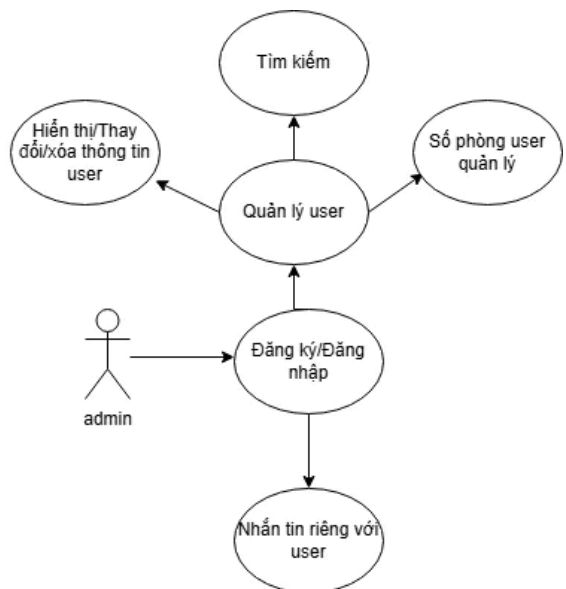 Tìm kiếm
Hiển thị/Thay
đổi/xóa thông tin
user
Số phòng user
quản lý
Quản lý user
Đăng ký/Đăng
nhập
admin
Nhắn tin riêng với
user